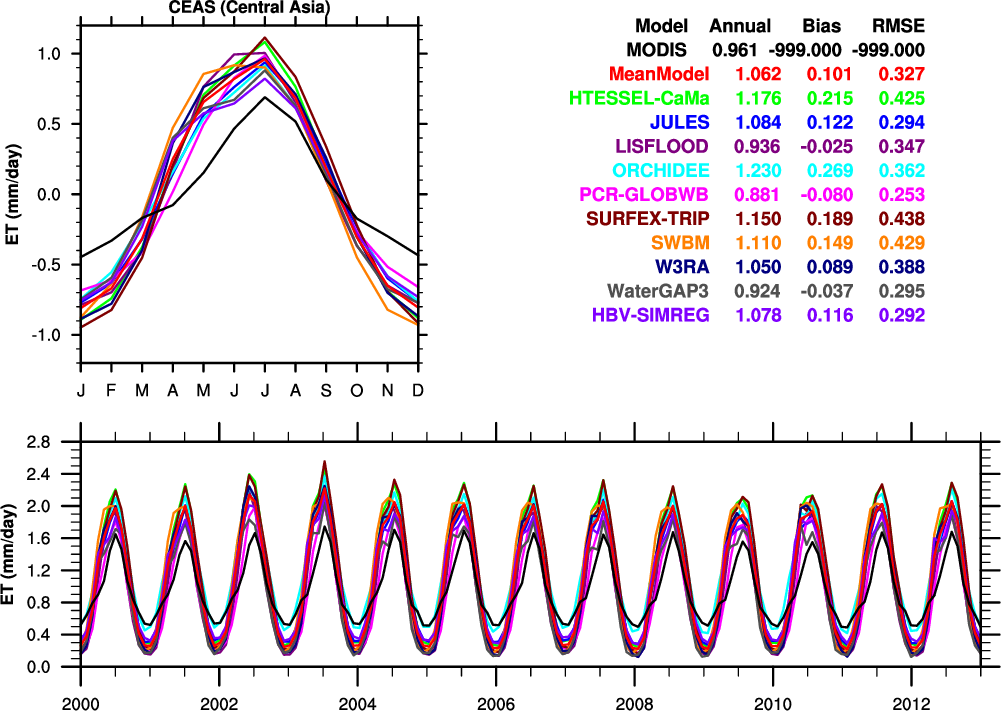 CEAS (Central Asia)
Model Annual Bias RMSE
MODIS 0.961 -999.000 -999.000
MeanModel 1.062 0.101 0.327
HTESSEL-CaMa 1.176 0.215 0.425
JULES 1.084 0.122 0.294
LISFLOOD 0.936 -0.025 0.347
ORCHIDEE 1.230 0.269 0.362
PCR-GLOBWB 0.881 -0.080 0.253
SURFEX-TRIP 1.150 0.189 0.438
SWBM 1.110 0.149 0.429
W3RA 1.050 0.089 0.388
WaterGAP3 0.924 -0.037 0.295
HBV-SIMREG 1.078 0.116 0.292
ET (mm/day)
1.0
0.5
0.0
-0.5
-1.0
J F M A M J J A S O N D
ET (mm/day)
2.8
2.4
2.0
1.6
1.2
0.8
0.4
0.0
2000 2002 2004 2006 2008 2010 2012